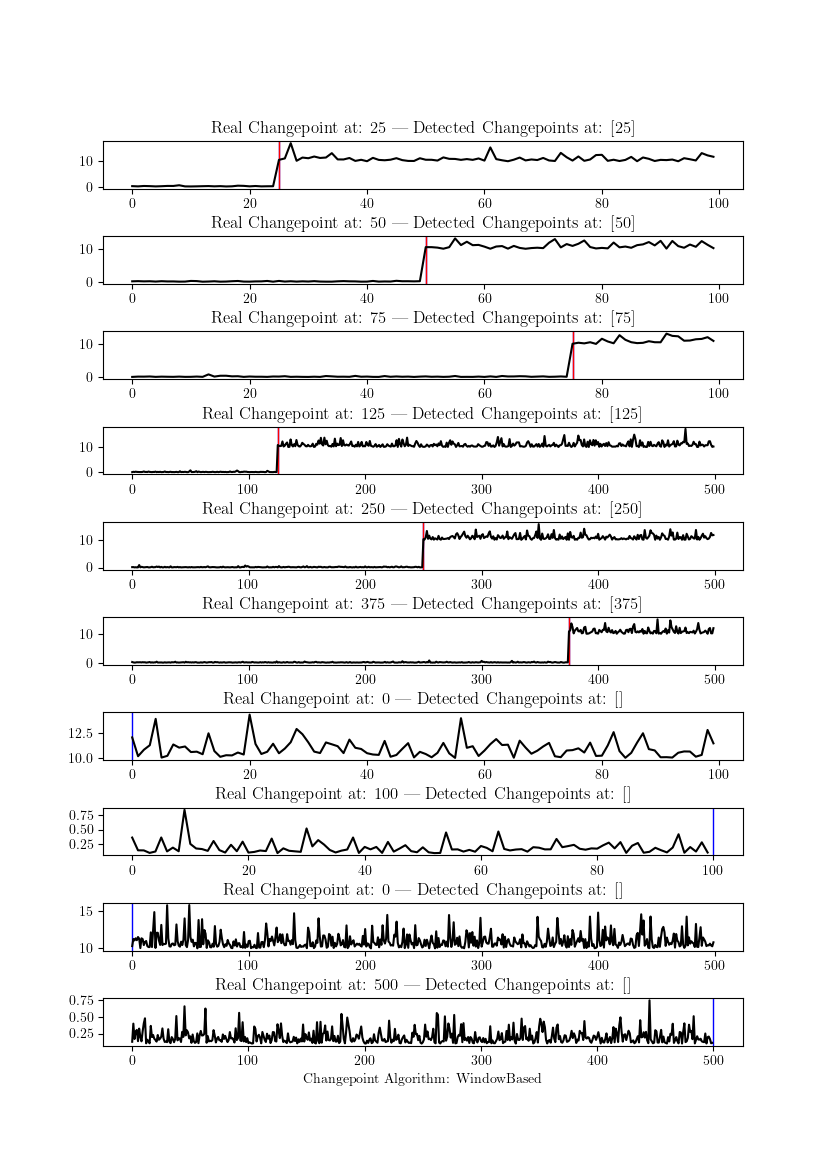 Real Changepoint at: 25 — Detected Changepoints at: [25]
10
0
0 20 40 60 80 100
Real Changepoint at: 50 — Detected Changepoints at: [50]
10
0
0 20 40 60 80 100
Real Changepoint at: 75 — Detected Changepoints at: [75]
10
0
0 20 40 60 80 100
Real Changepoint at: 125 — Detected Changepoints at: [125]
10
0
0 100 200 300 400 500
Real Changepoint at: 250 — Detected Changepoints at: [250]
10
0
0 100 200 300 400 500
Real Changepoint at: 375 — Detected Changepoints at: [375]
10
0
0 100 200 300 400 500
Real Changepoint at: 0 — Detected Changepoints at: []
12.5
10.0
0 20 40 60 80 100
Real Changepoint at: 100 — Detected Changepoints at: []
0.75
0.50
0.25
0 20 40 60 80 100
Real Changepoint at: 0 — Detected Changepoints at: []
15
10
0 100 200 300 400 500
Real Changepoint at: 500 — Detected Changepoints at: []
0.75
0.50
0.25
0 100 200 300 400 500
Changepoint Algorithm: WindowBased